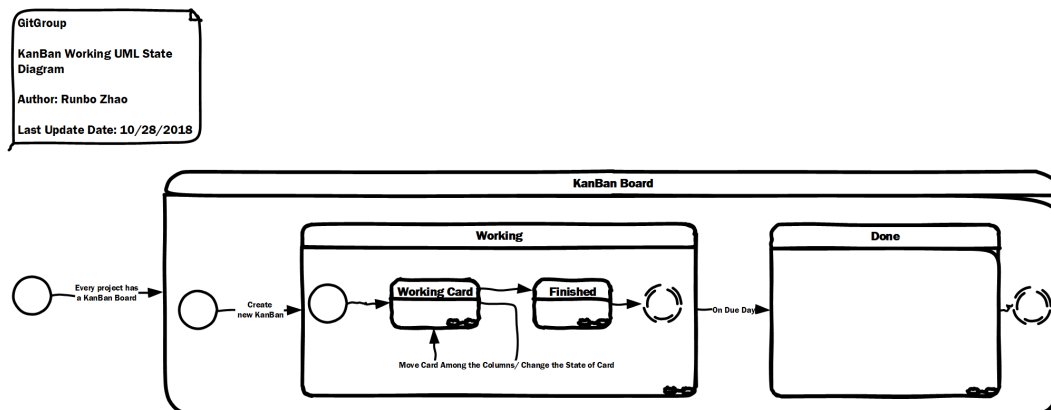 GitGroup
KanBan Working UML State
Diagram
Author: Runbo Zhao
Last Update Date: 10/28/2018
KanBan Board
Working
Done
Every project has
a KanBan Board
Create
new KanBan
Working Card
Finished
On Due Day
Move Card Among the Columns/ Change the State of Card